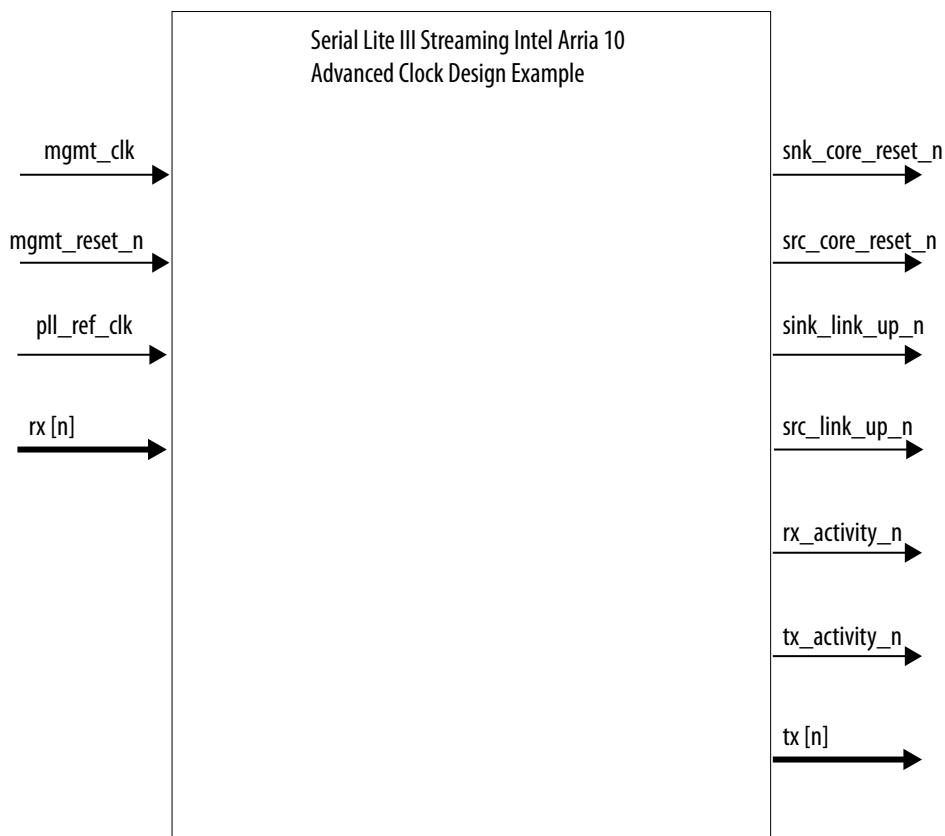 Serial Lite III Streaming Intel Arria 10
Advanced Clock Design Example
mgmt_clk
mgmt_reset_n
pll_ref_clk
rx [n]
snk_core_reset_n
src_core_reset_n
sink_link_up_n
src_link_up_n
rx_activity_n
tx_activity_n
tx [n]